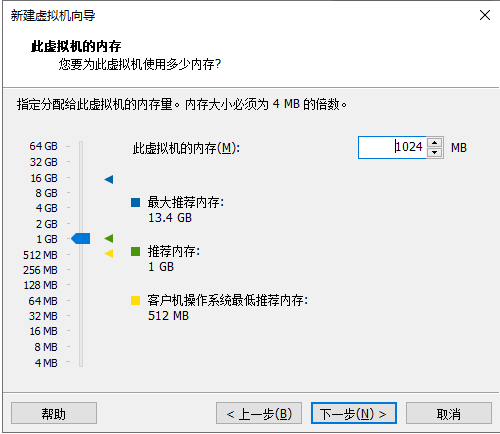 新建虚拟机向导
此虚拟机的内存
您要为此虚拟机使用多少内存?
指定分配给此虚拟机的内存量。内存大小必须为 4 MB 的倍数。
64 GB
32 GB
16 GB
8 GB
4 GB
2 GB
1 GB
512 MB
256 MB
128 MB
64 MB
32 MB
16 MB
8 MB
4 MB
此虚拟机的内存(M):
1024
MB
最大推荐内存:
13.4 GB
推荐内存:
1 GB
客户机操作系统最低推荐内存:
512 MB
帮助
< 上一步(B)
下一步(N) >
取消